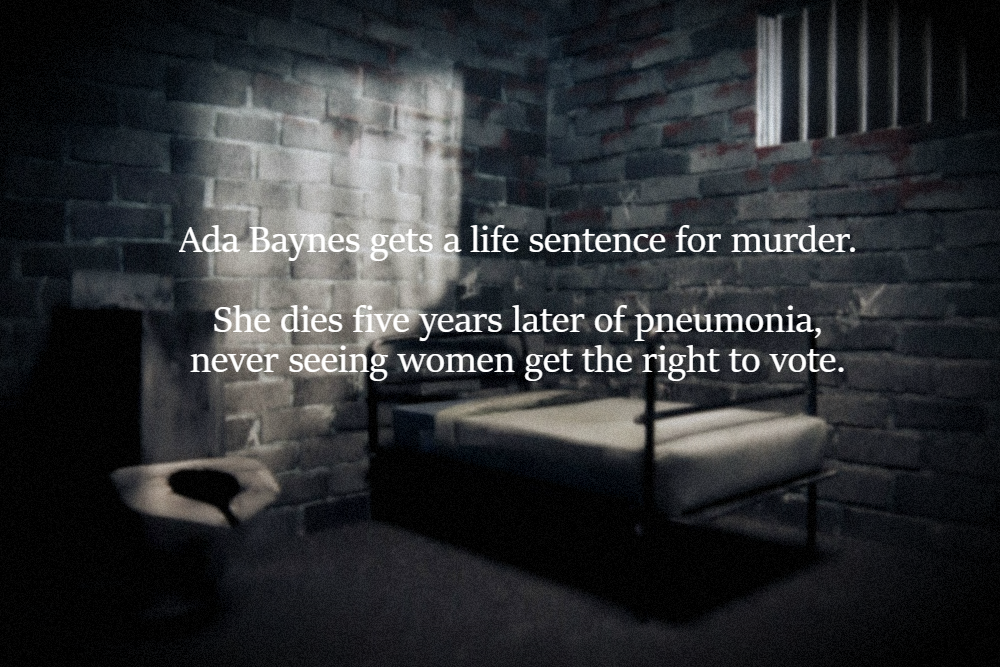 Ada Baynes gets a life sentence for murder.
She dies five years later of pneumonia,
never seeing women get the right to vote.